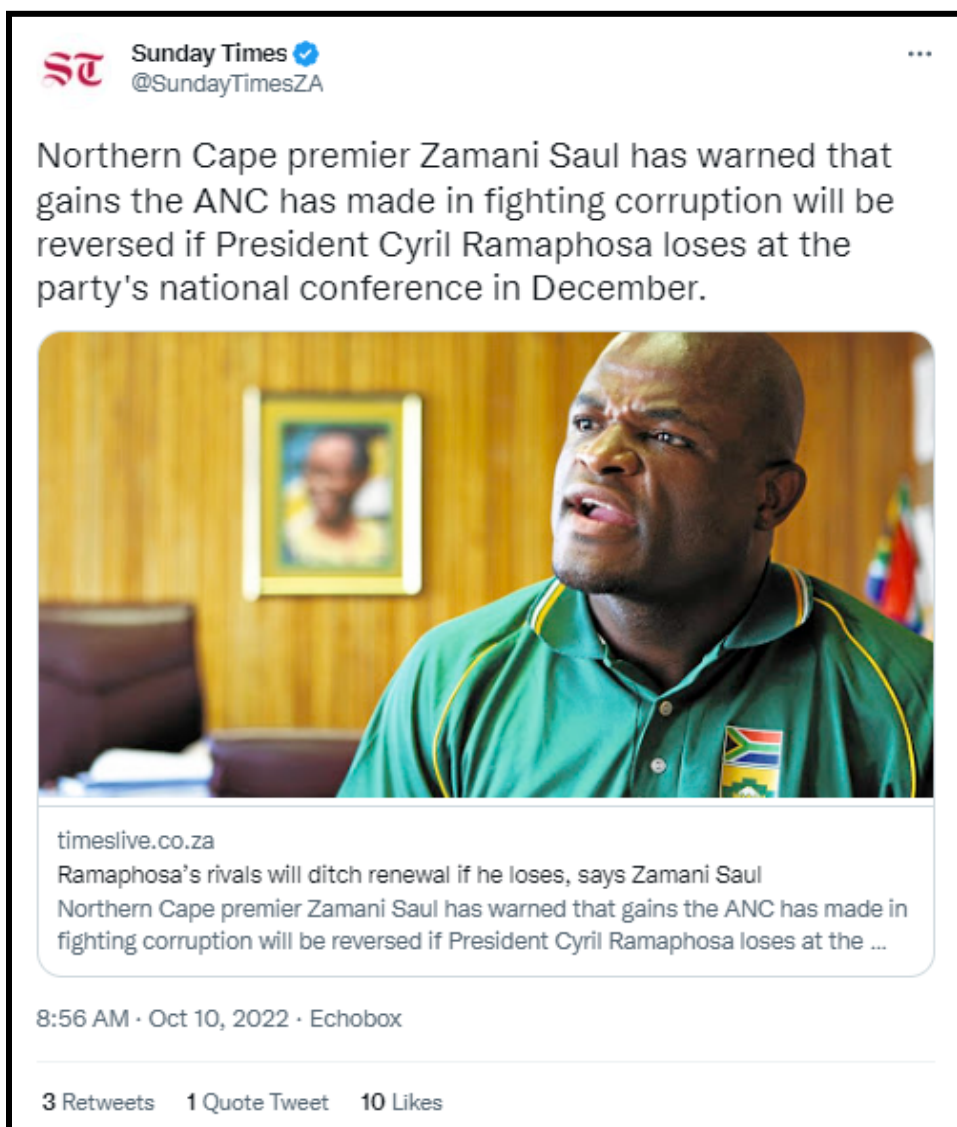 ST
Sunday Times
@SundayTimesZA
Northern Cape premier Zamani Saul has warned that
gains the ANC has made in fighting corruption will be
reversed if President Cyril Ramaphosa loses at the
party's national conference in December.
timeslive.co.za
Ramaphosa’s rivals will ditch renewal if he loses, says Zamani Saul
Northern Cape premier Zamani Saul has warned that gains the ANC has made in
fighting corruption will be reversed if President Cyril Ramaphosa loses at the ...
8:56 AM · Oct 10, 2022 · Echobox
3 Retweets 1 Quote Tweet 10 Likes